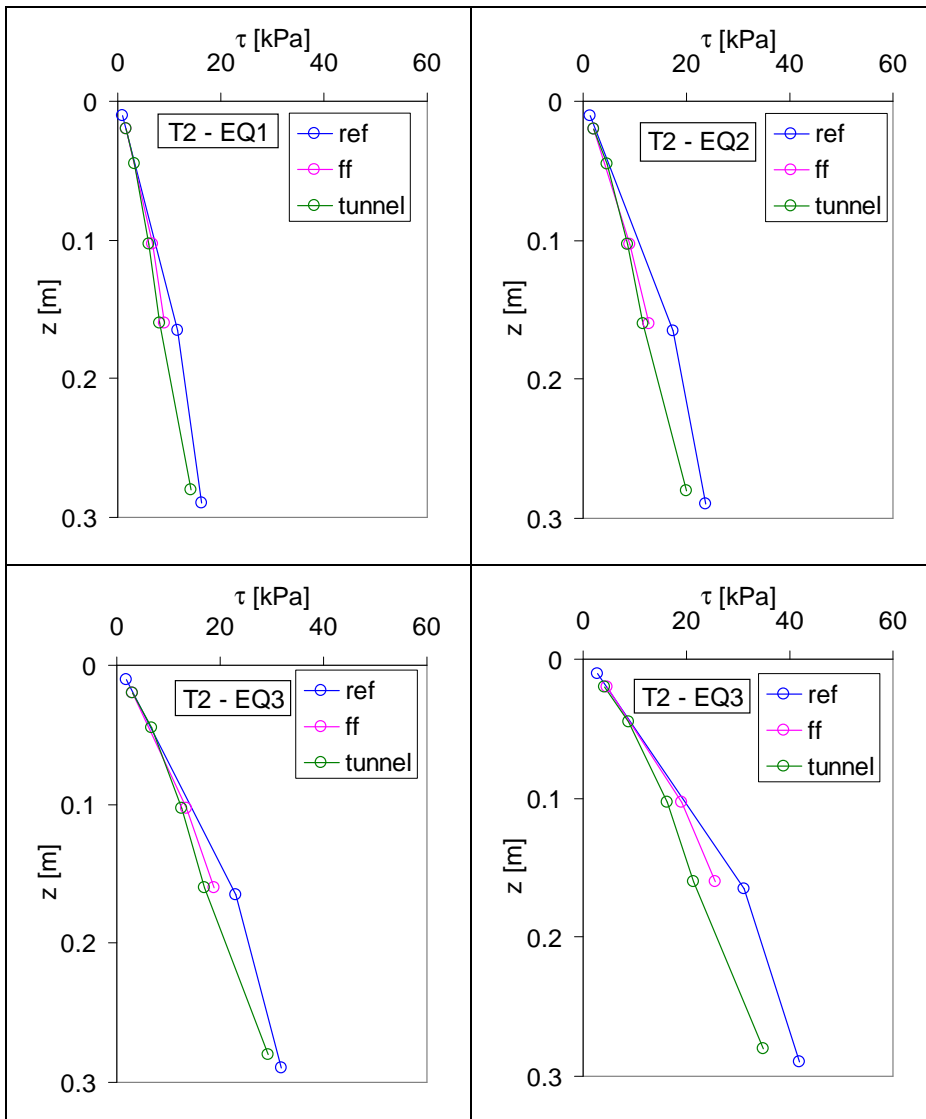 τ [kPa]
0 20 40 60
0
0.1
0.2
0.3
z [m]
T2 - EQ1
ref
ff
tunnel
τ [kPa]
0 20 40 60
0
0.1
0.2
0.3
z [m]
T2 - EQ2
ref
ff
tunnel
τ [kPa]
0 20 40 60
0
0.1
0.2
0.3
z [m]
T2 - EQ3
ref
ff
tunnel
τ [kPa]
0 20 40 60
0
0.1
0.2
0.3
z [m]
T2 - EQ3
ref
ff
tunnel